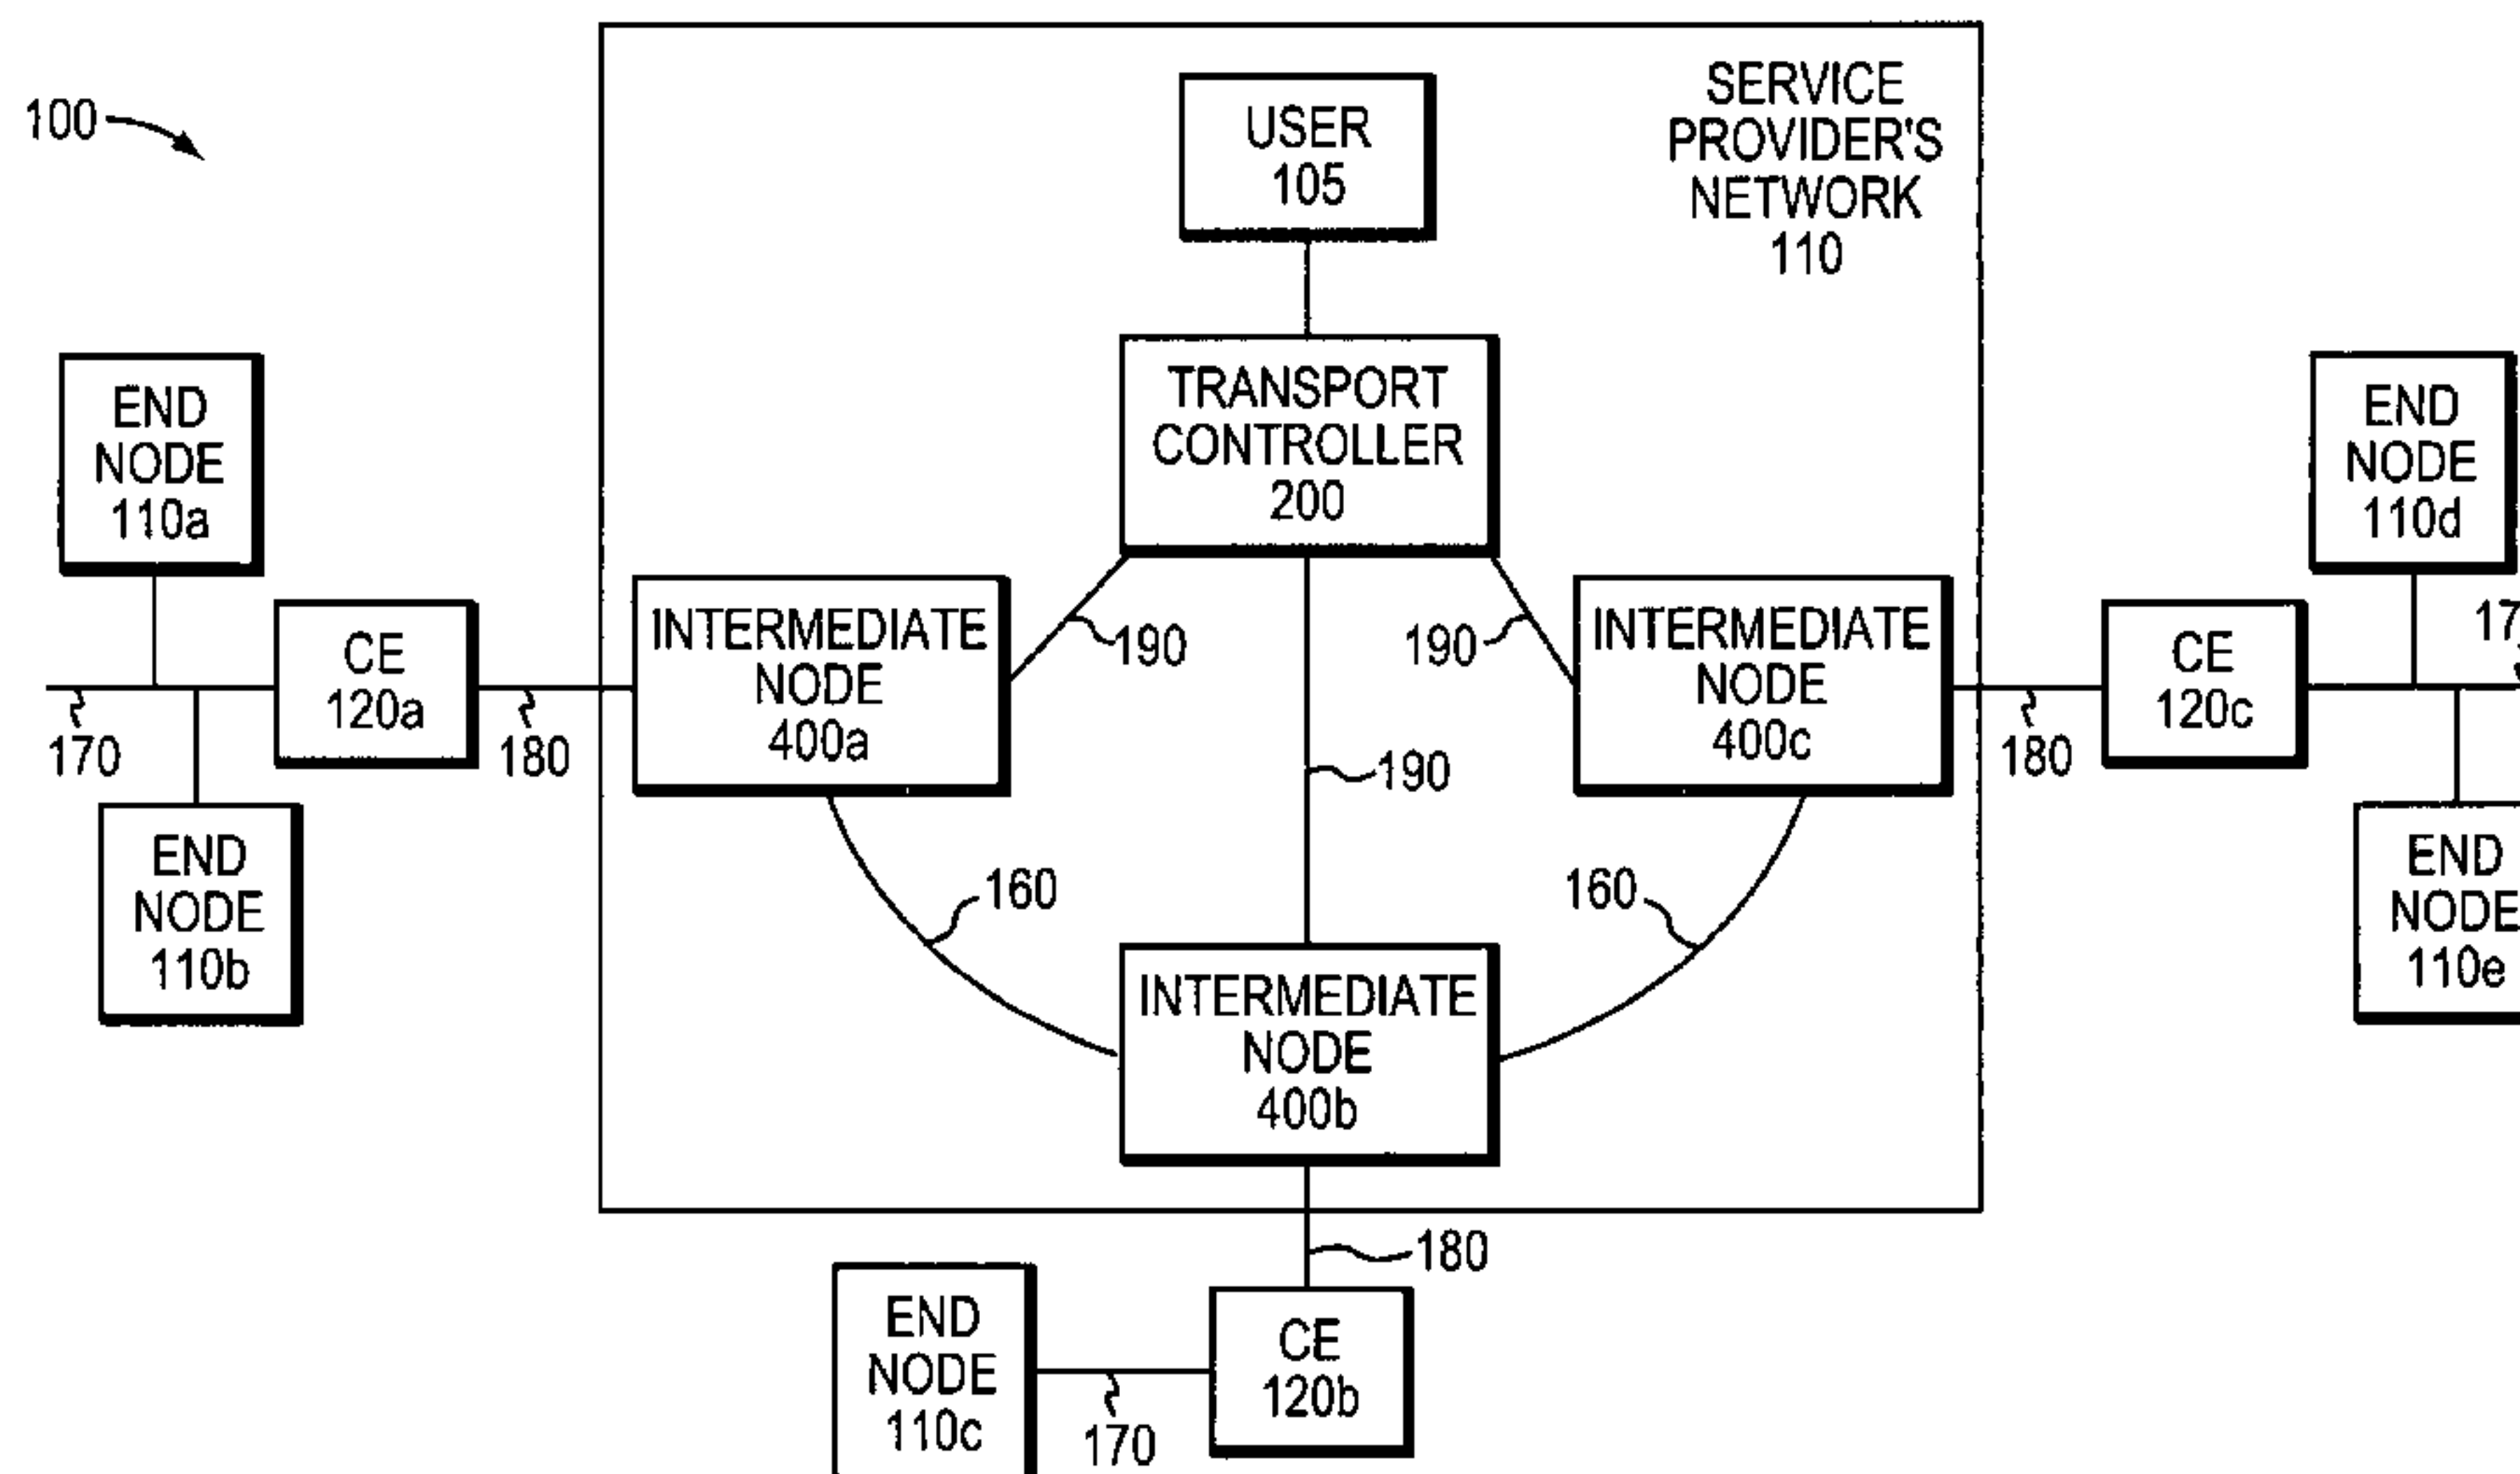 100
SERVICE
PROVIDER'S
NETWORK
110
USER
105
TRANSPORT
CONTROLLER
200
END
NODE
110a
END
NODE
110b
170
CE
120a
180
INTERMEDIATE
NODE
400a
190
190
190
INTERMEDIATE
NODE
400c
180
CE
120c
END
NODE
110d
END
NODE
110e
160
160
INTERMEDIATE
NODE
400b
180
END
NODE
110c
170
CE
120b